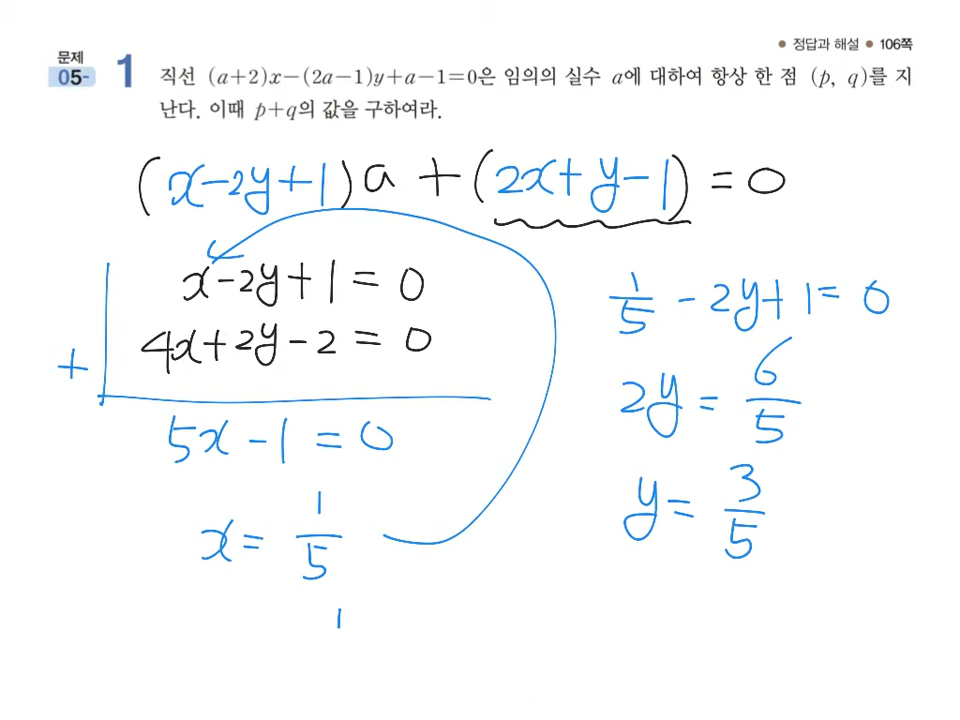 ● 정답과 해설 ● 106쪽
문제
05-
1 직선 (a+2)x-(2a-1)y+a-1=0은 임의의 실수 a에 대하여 항상 한 점 (p, q)를 지
난다. 이때 p+q의 값을 구하여라.
(x-2y+1)a + (2x+y-1) = 0
x-2y+1 = 0
4x+2y-2 = 0
+
5x-1 = 0
x = 1/5
1
1/5 - 2y+1 = 0
2y = 6/5
y = 3/5